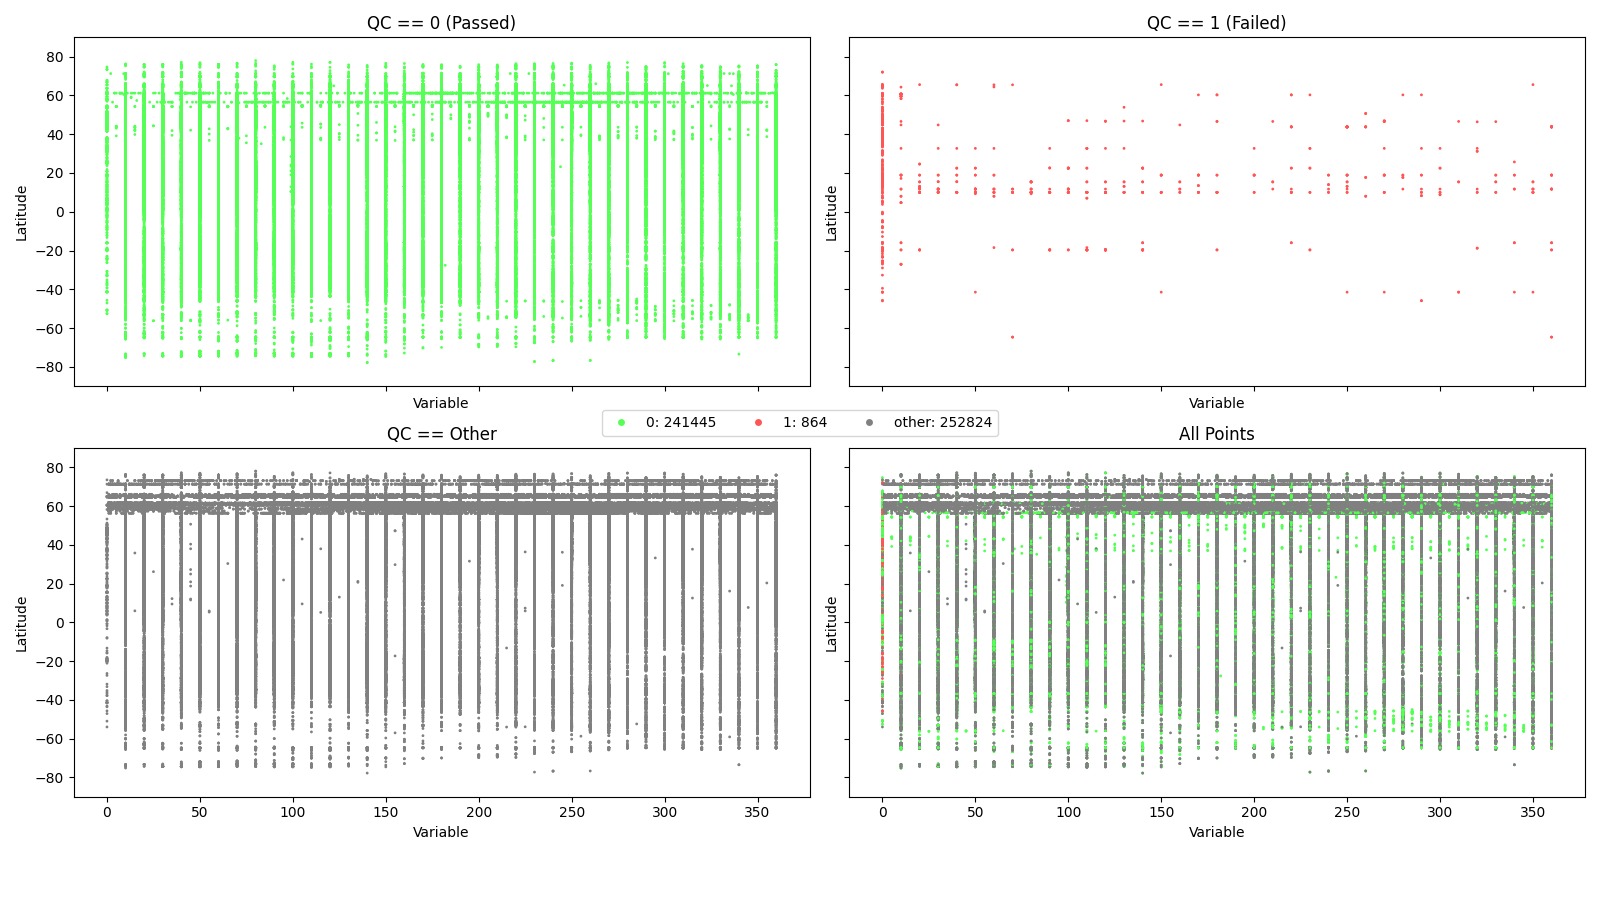 QC == 0 (Passed)
QC == 1 (Failed)
80
60
40
20
0
−20
−40
−60
−80
Latitude
Latitude
Variable
Variable
0: 241445
1: 864
other: 252824
QC == Other
All Points
80
60
40
20
0
−20
−40
−60
−80
Latitude
Latitude
0 50 100 150 200 250 300 350
0 50 100 150 200 250 300 350
Variable
Variable